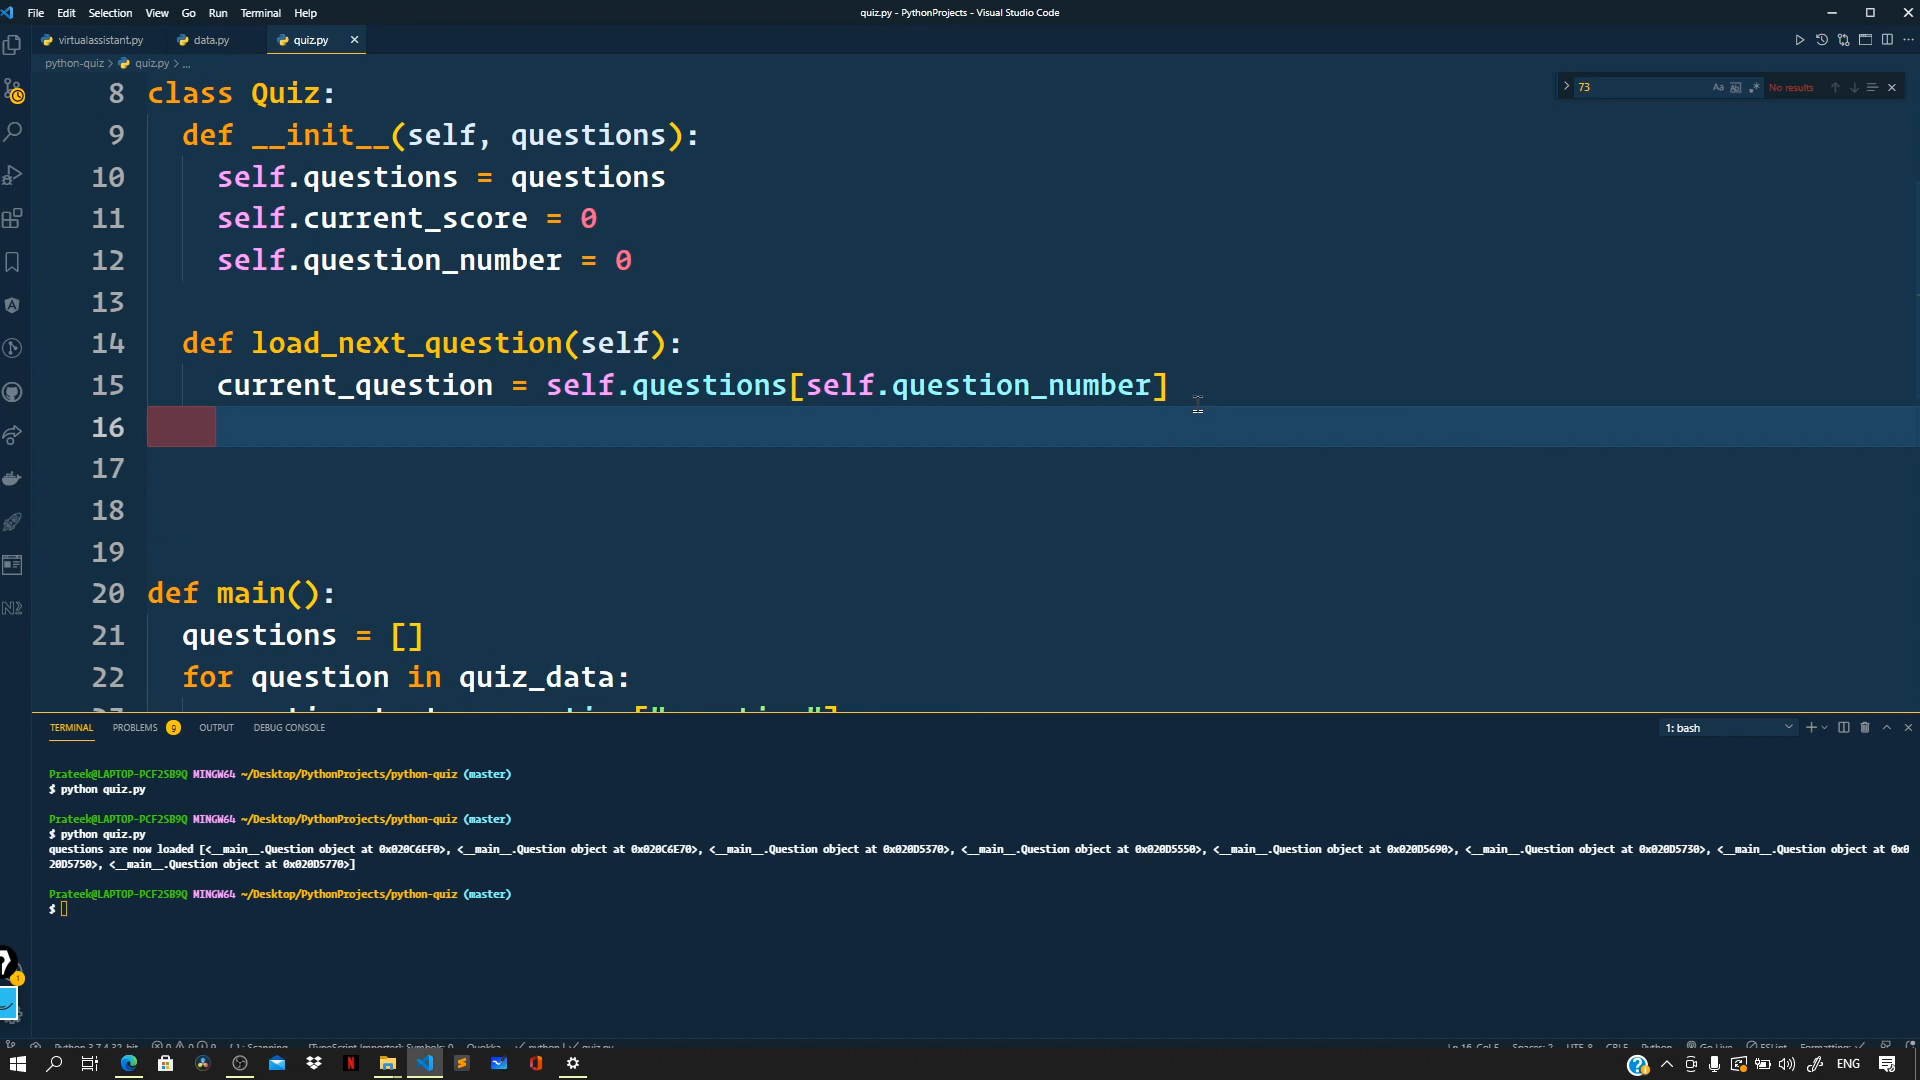 File Edit Selection View Go Run Terminal Help
quiz.py - PythonProjects - Visual Studio Code
virtualassistant.py data.py quiz.py
python-quiz > quiz.py > ...
73 Aa No results
8 class Quiz:
9 def __init__(self, questions):
10 self.questions = questions
11 self.current_score = 0
12 self.question_number = 0
13
14 def load_next_question(self):
15 current_question = self.questions[self.question_number]
16
17
18
19
20 def main():
21 questions = []
22 for question in quiz_data:
TERMINAL PROBLEMS 9 OUTPUT DEBUG CONSOLE
1: bash
Prateek@LAPTOP-PCF2SB9Q MINGW64 ~/Desktop/PythonProjects/python-quiz (master)
$ python quiz.py
Prateek@LAPTOP-PCF2SB9Q MINGW64 ~/Desktop/PythonProjects/python-quiz (master)
$ python quiz.py
questions are now loaded [<__main__.Question object at 0x020C6EF0>, <__main__.Question object at 0x020C6E70>, <__main__.Question object at 0x020D5370>, <__main__.Question object at 0x020D5550>, <__main__.Question object at 0x020D5690>, <__main__.Question object at 0x020D5730>, <__main__.Question object at 0x0
20D5750>, <__main__.Question object at 0x020D5770>]
Prateek@LAPTOP-PCF2SB9Q MINGW64 ~/Desktop/PythonProjects/python-quiz (master)
$
ENG